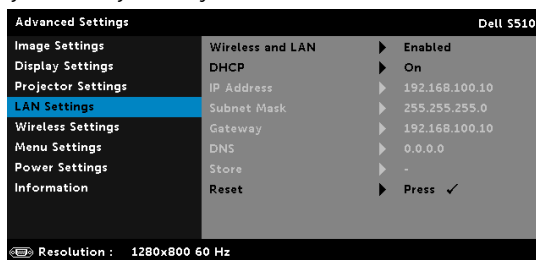 Advanced Settings Dell S510
Image Settings
Display Settings
Projector Settings
LAN Settings
Wireless Settings
Menu Settings
Power Settings
Information
Wireless and LAN Enabled
DHCP On
IP Address 192.168.100.10
Subnet Mask 255.255.255.0
Gateway 192.168.100.10
DNS 0.0.0.0
Store -
Reset Press ✓
Resolution : 1280x800 60 Hz